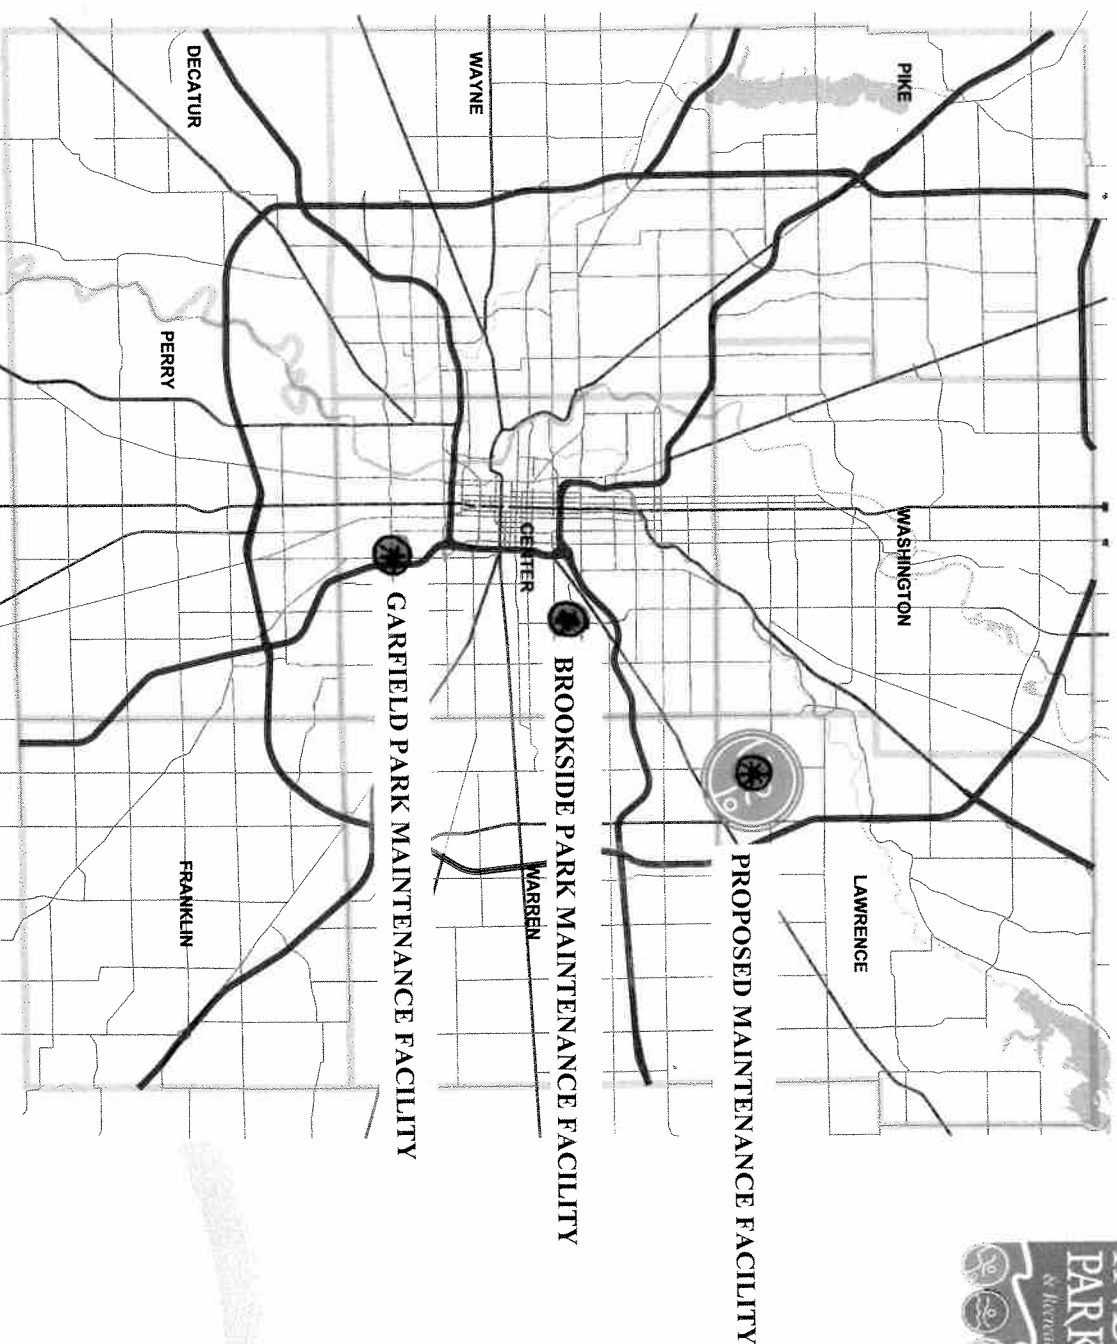 PARK
& Recrea
PIKE
WASHINGTON
LAWRENCE
PROPOSED MAINTENANCE FACILITY
WAYNE
CENTER
WARREN
BROOKSIDE PARK MAINTENANCE FACILITY
GARFIELD PARK MAINTENANCE FACILITY
DECATUR
PERRY
FRANKLIN